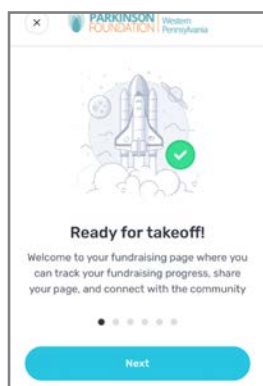 PARKINSON
FOUNDATION
Western
Pennsylvania
Ready for takeoff!
Welcome to your fundraising page where you
can track your fundraising progress, share
your page, and connect with the community
Next